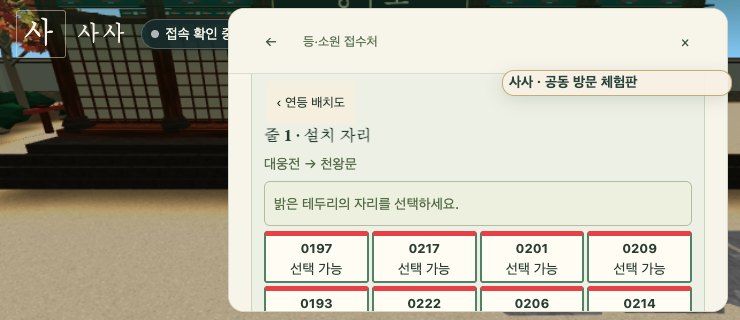 사 사사 접속 확인 중
← 등·소원 접수처 ×
사사 · 공동 방문 체험판
‹ 연등 배치도
줄 1 · 설치 자리
대웅전 → 천왕문
밝은 테두리의 자리를 선택하세요.
0197 0217 0201 0209
선택 가능 선택 가능 선택 가능 선택 가능
0193 0222 0206 0214